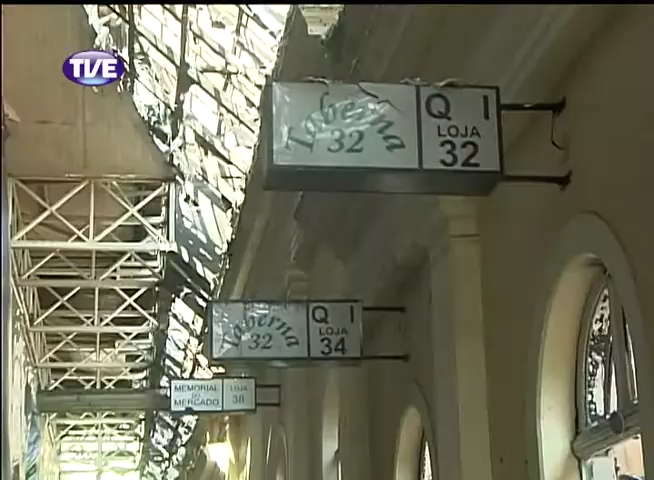 TVE
Taberna
32
Q I
LOJA
32
Taberna
32
Q I
LOJA
34
MEMORIAL
DO
MERCADO
LOJA
38